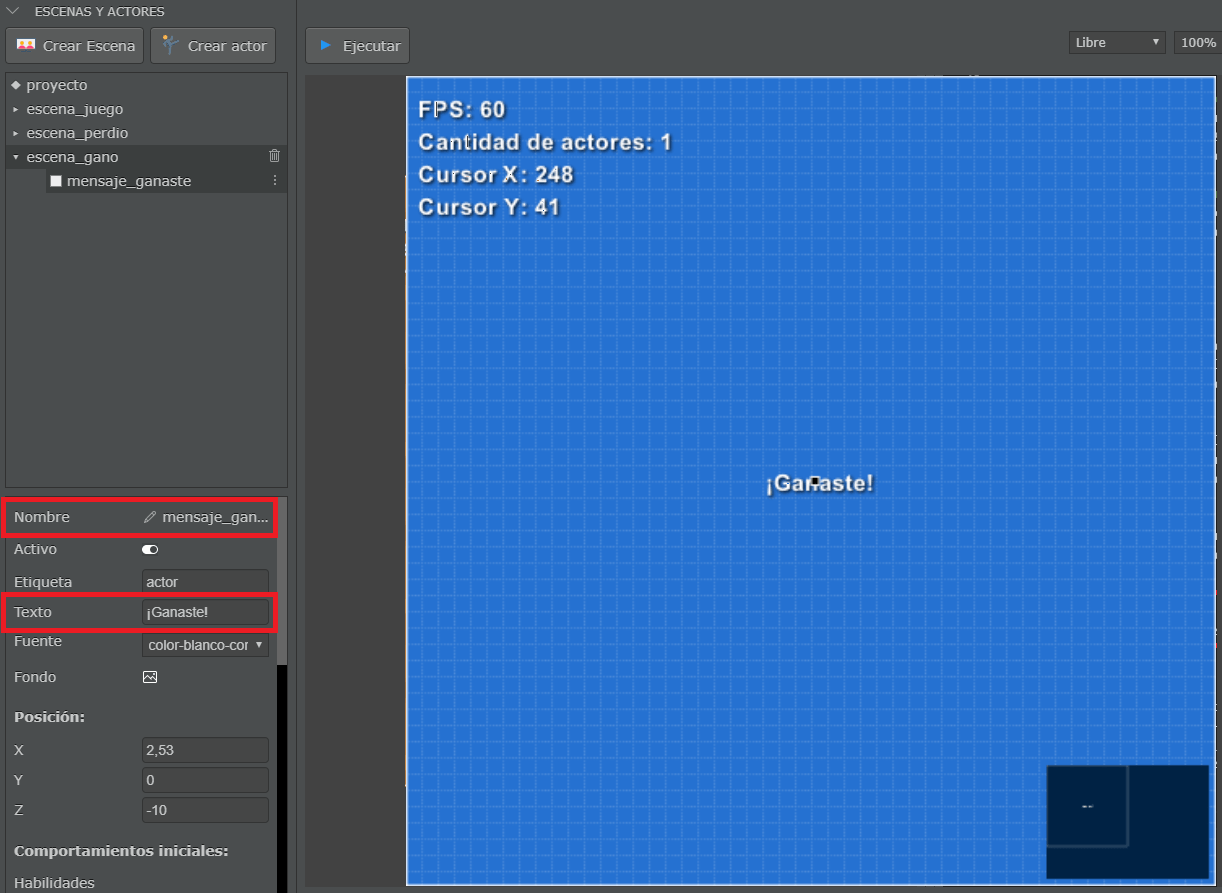 ESCENAS Y ACTORES
Crear Escena
Crear actor
Ejecutar
Libre
100%
proyecto
escena_juego
escena_perdio
escena_gano
mensaje_ganaste
FPS: 60
Cantidad de actores: 1
Cursor X: 248
Cursor Y: 41
¡Ganaste!
Nombre mensaje_gan...
Activo
Etiqueta actor
Texto ¡Ganaste!
Fuente color-blanco-cor
Fondo
Posición:
X 2,53
Y 0
Z -10
Comportamientos iniciales:
Habilidades